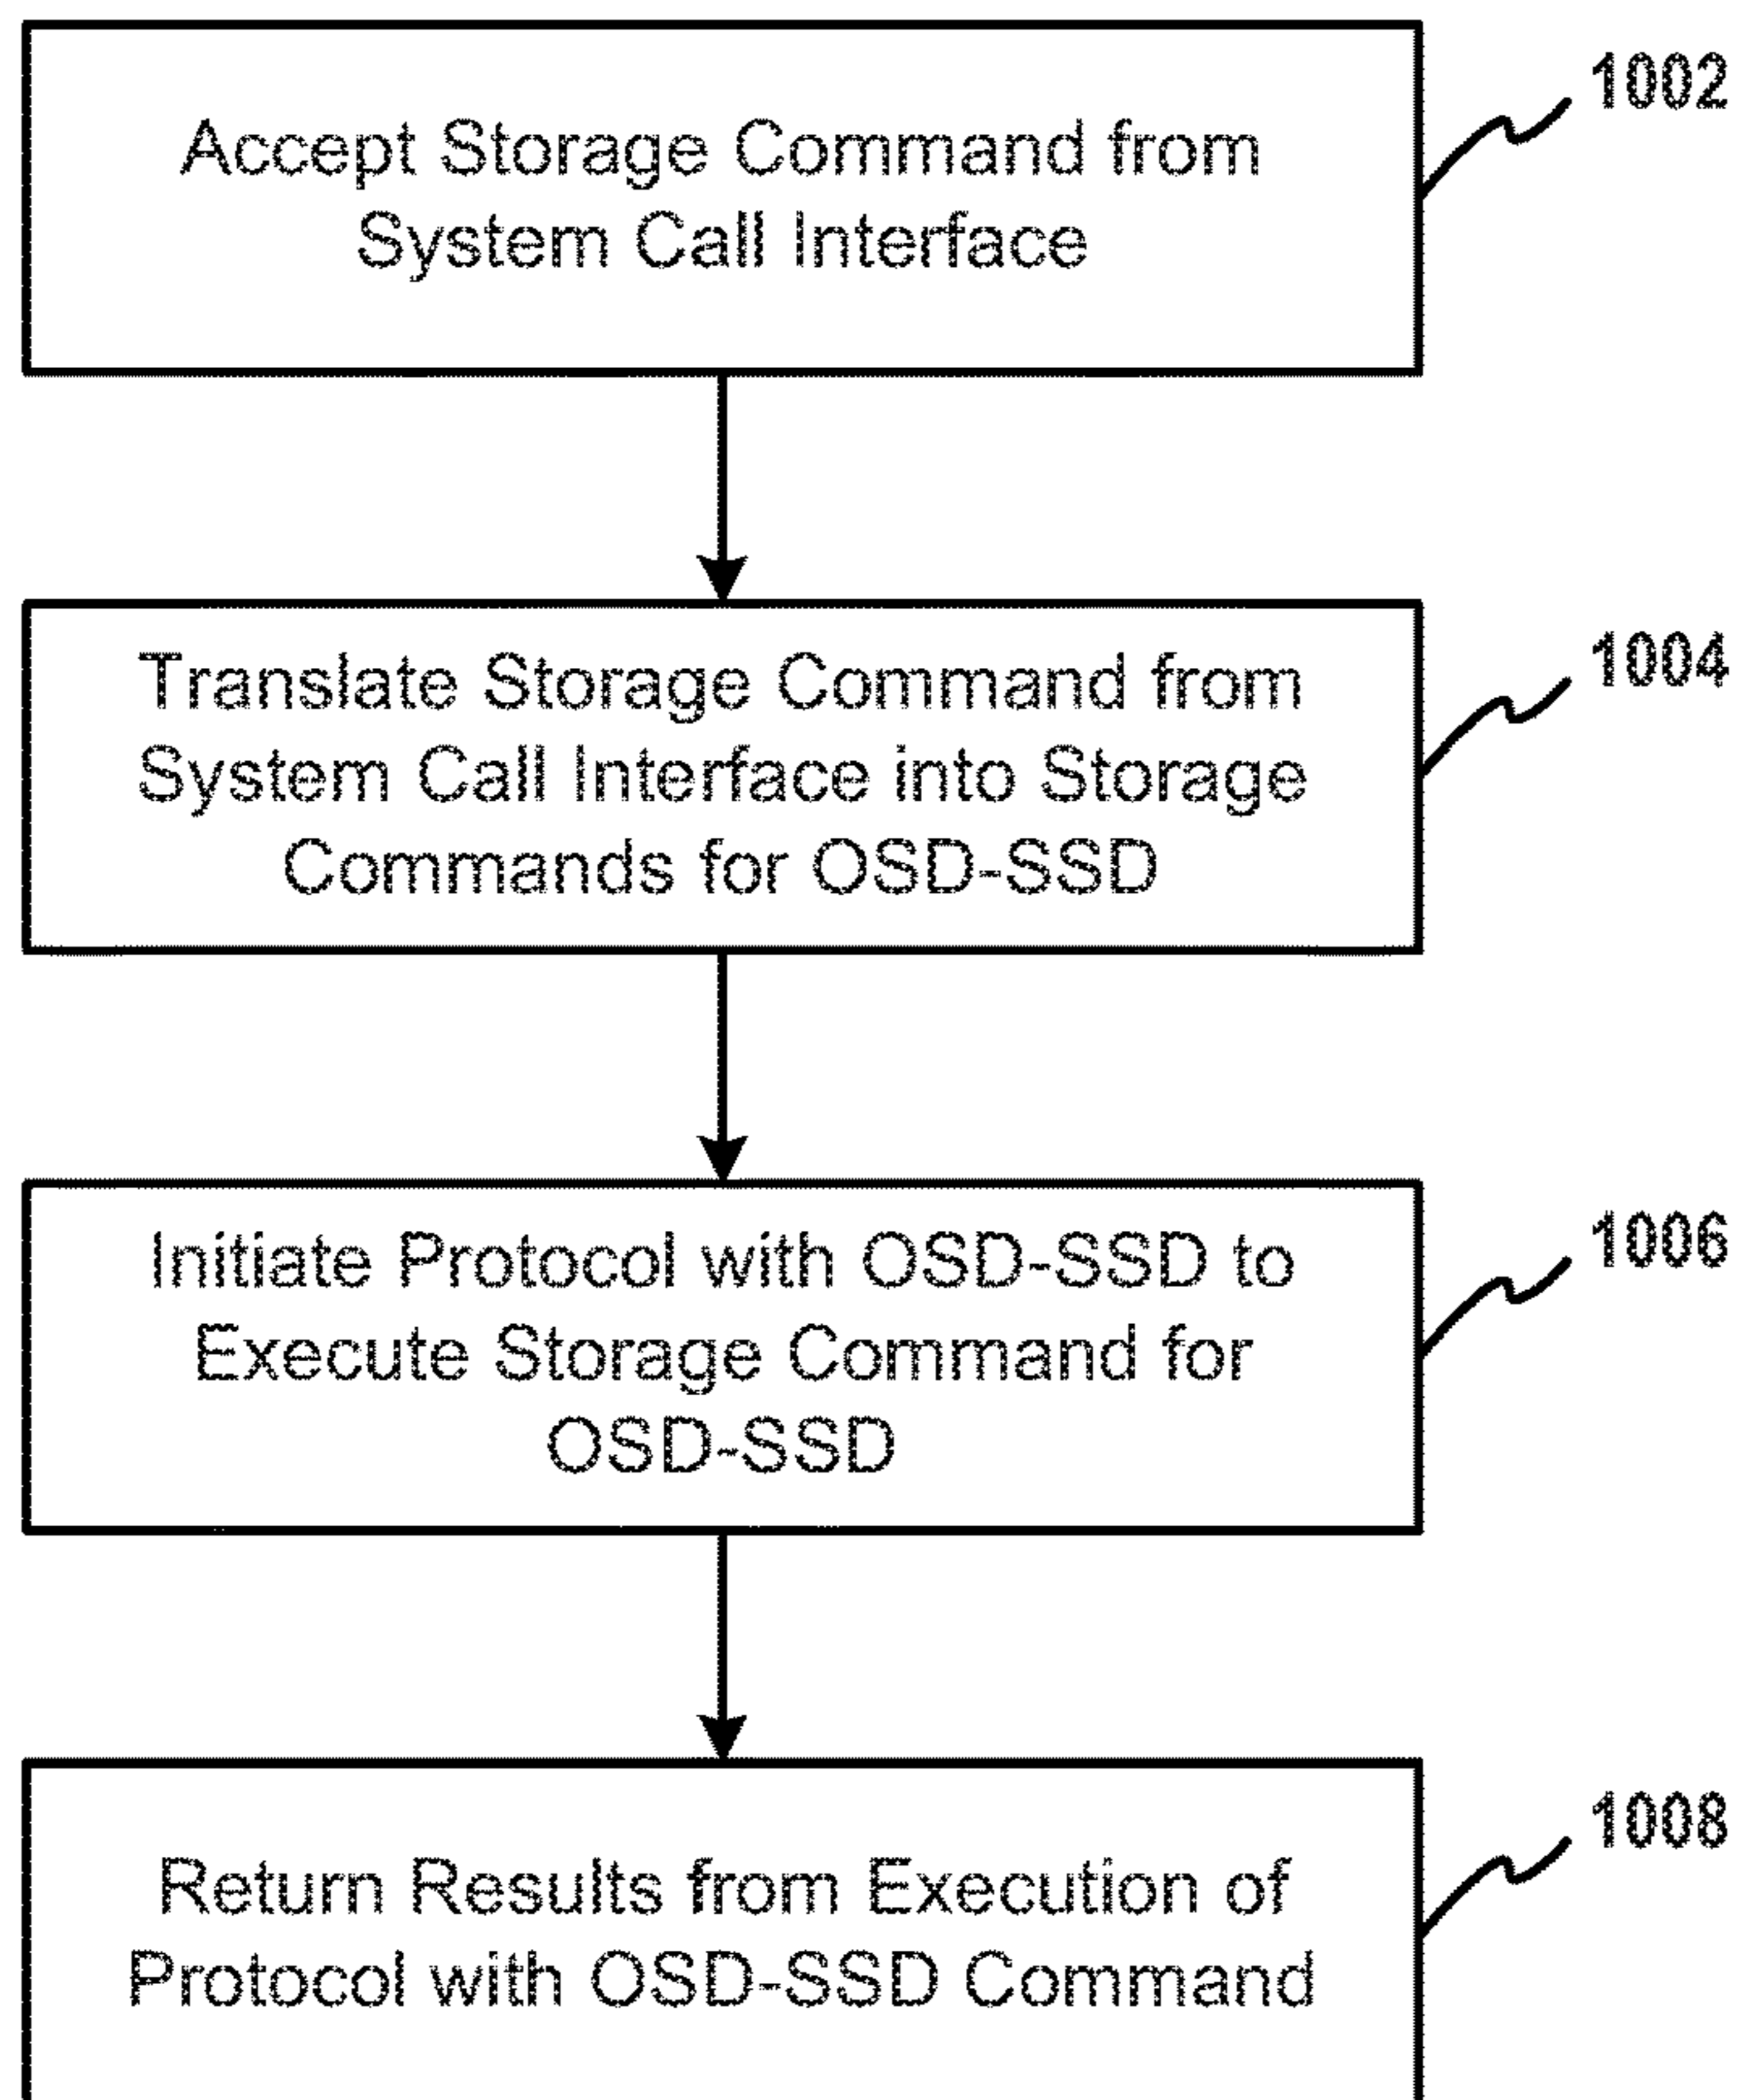 Accept Storage Command from
System Call Interface
1002
Translate Storage Command from
System Call Interface into Storage
Commands for OSD-SSD
1004
Initiate Protocol with OSD-SSD to
Execute Storage Command for
OSD-SSD
1006
Return Results from Execution of
Protocol with OSD-SSD Command
1008